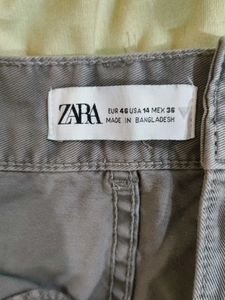 ZARA
EUR 46 USA 14 MEX 36
MADE IN BANGLADESH